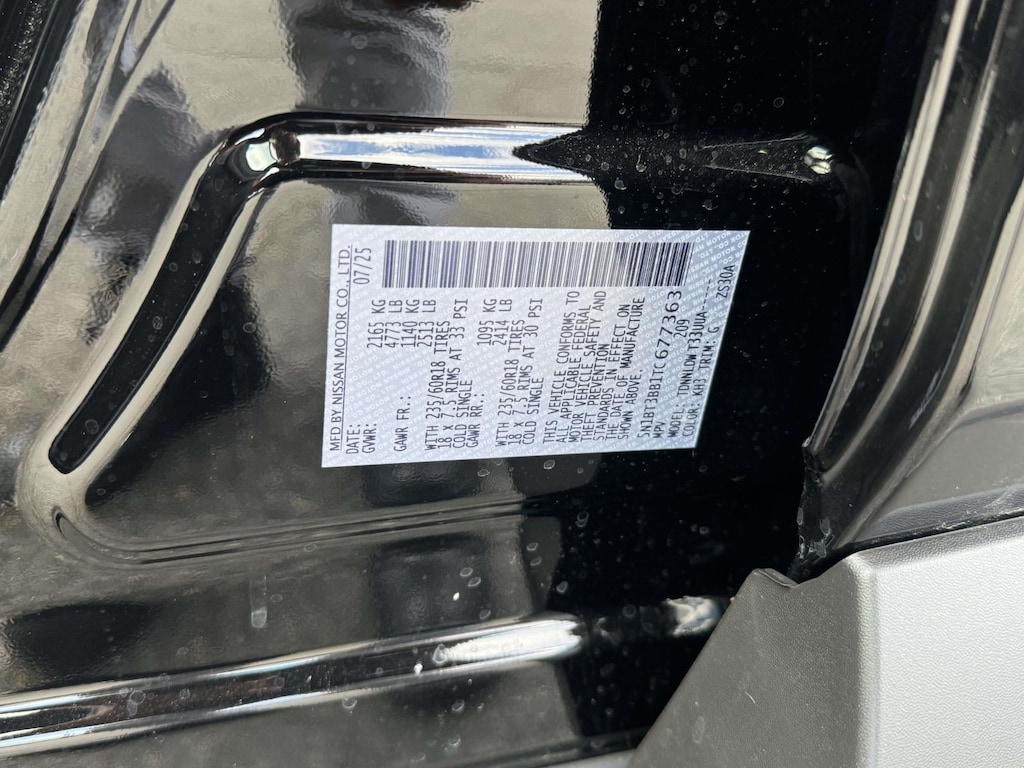 MFD BY NISSAN MOTOR CO., LTD.
DATE: 07/25
GVWR: 2165 KG
4773 LB
GAWR FR.: 1140 KG
2513 LB
WITH 235/60R18 TIRES
18 X 7.5 RIMS AT 33 PSI
COLD SINGLE
GAWR RR.: 1095 KG
2414 LB
WITH 235/60R18 TIRES
18 X 7.5 RIMS AT 30 PSI
COLD SINGLE
THIS VEHICLE CONFORMS TO
ALL APPLICABLE FEDERAL
MOTOR VEHICLE SAFETY AND
THEFT PREVENTION
STANDARDS IN EFFECT ON
THE DATE OF MANUFACTURE
SHOWN ABOVE.
5N1BT3BB1TC677363
MPV 209
MODEL: TDNNLDWT33UUA------
COLOR: KH3 TRIM: G ZS30A